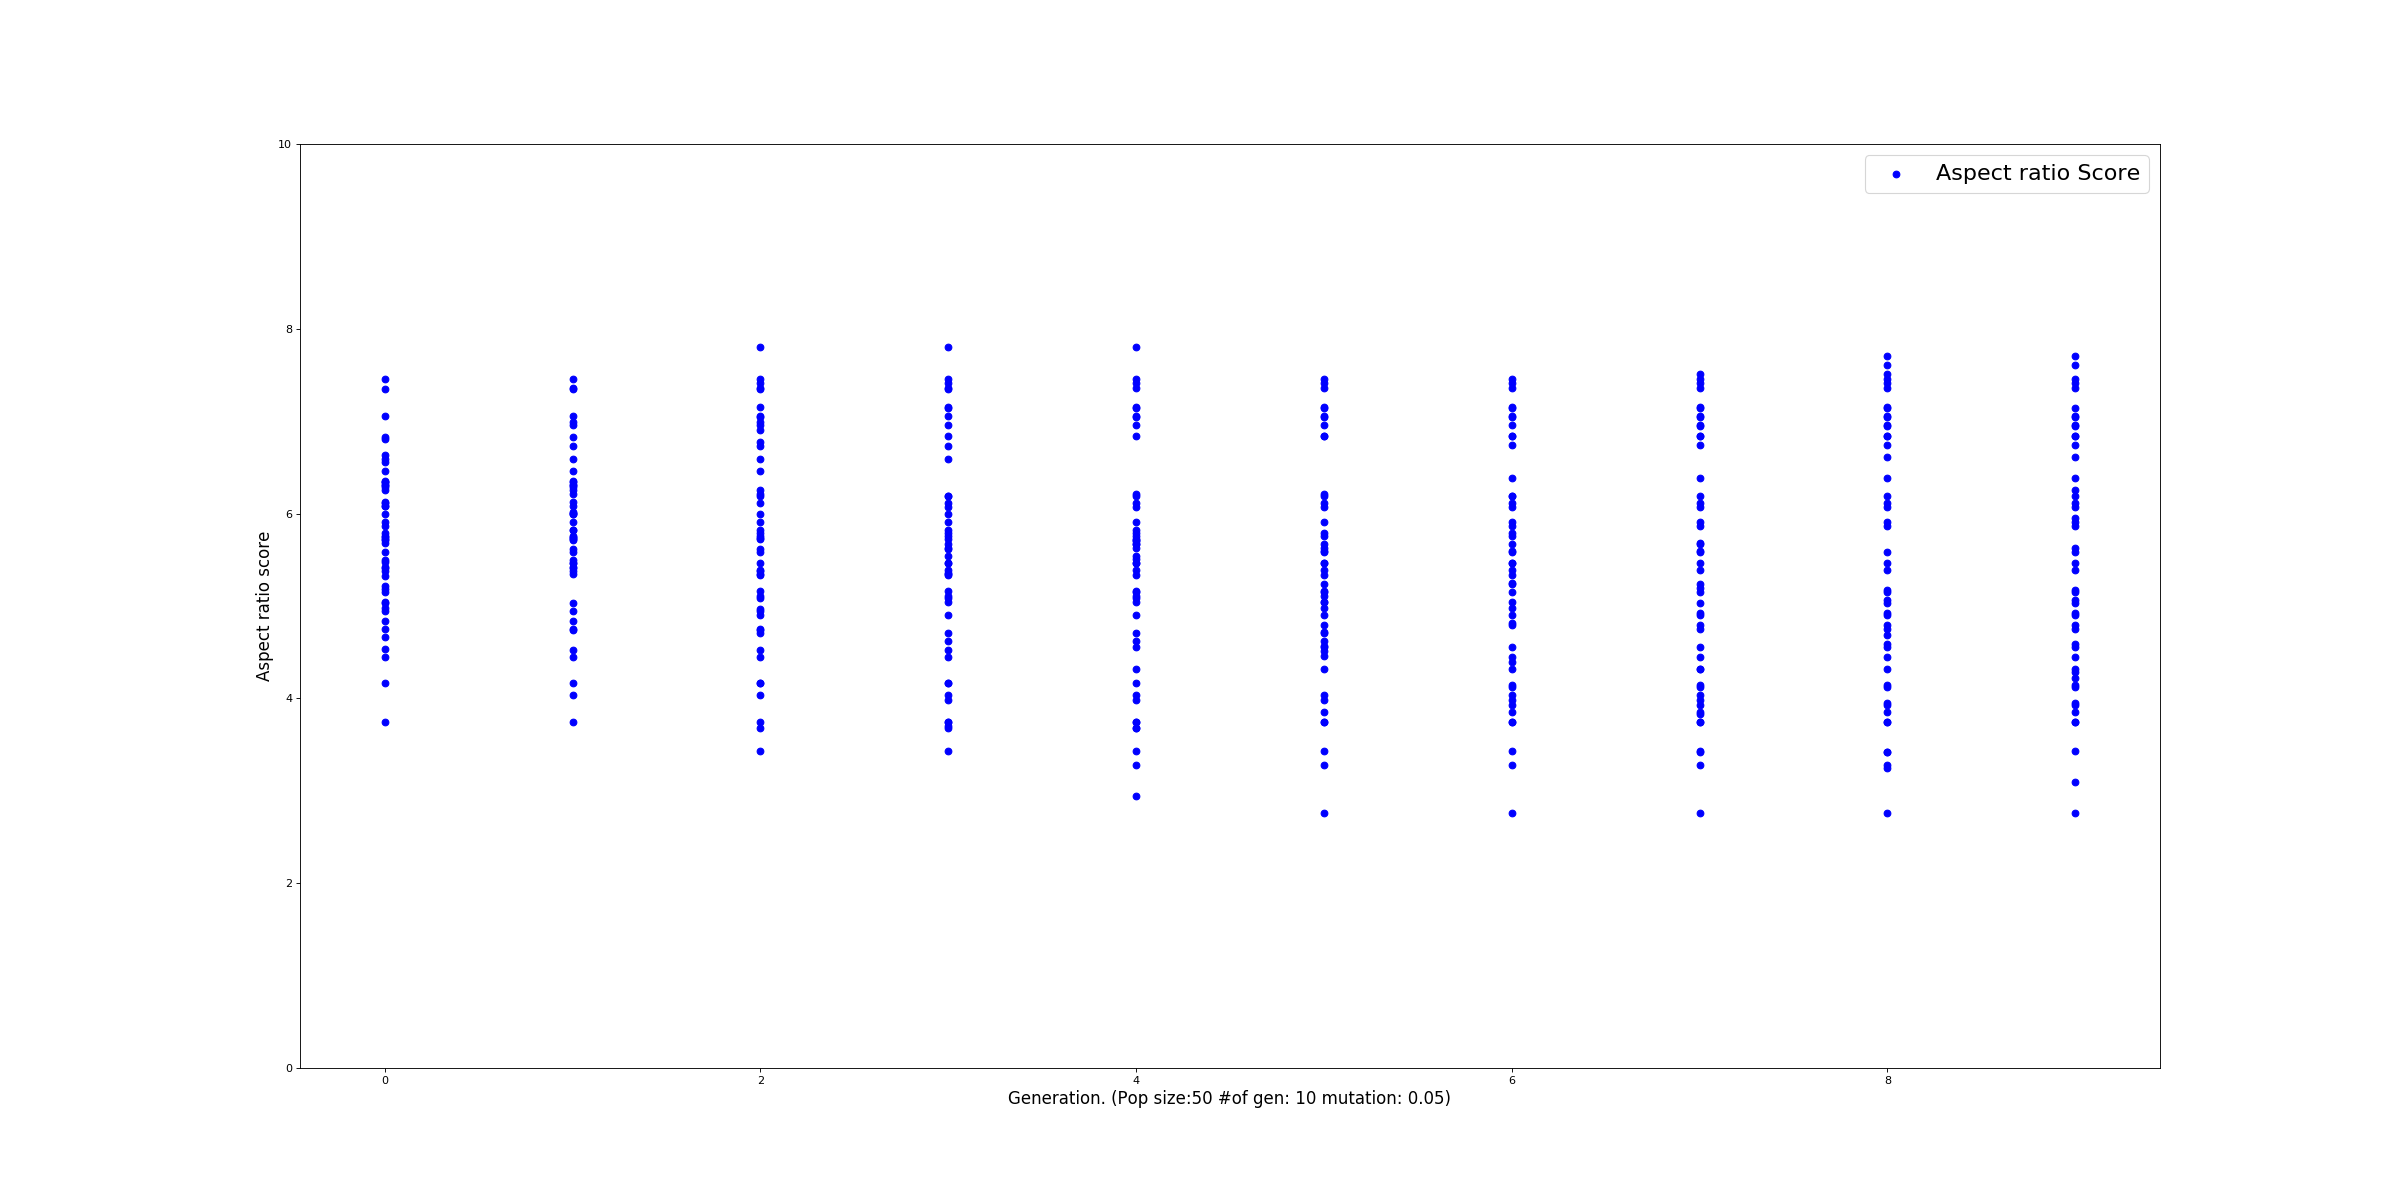 10
8
6
4
2
0
Aspect ratio score
Aspect ratio Score
0 2 4 6 8
Generation. (Pop size:50 #of gen: 10 mutation: 0.05)